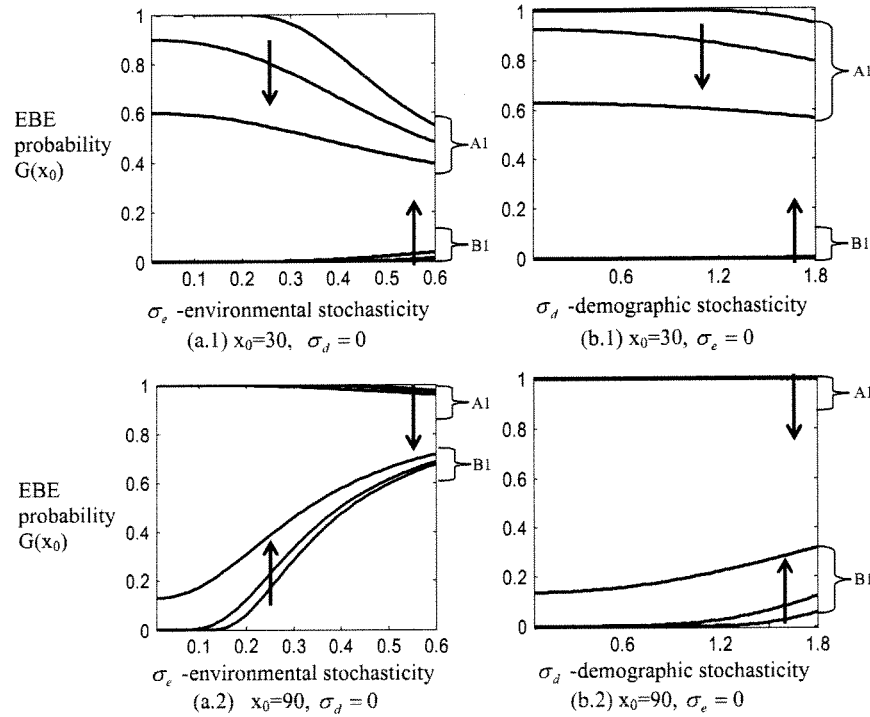 1
0.8
0.6
0.4
0.2
0
0.1 0.2 0.3 0.4 0.5 0.6
A1
B1
EBE
probability
G(x₀)
σₑ -environmental stochasticity
(a.1) x₀=30, σ_d = 0
1
0.8
0.6
0.4
0.2
0
0.6 1.2 1.8
A1
B1
σ_d -demographic stochasticity
(b.1) x₀=30, σₑ = 0
1
0.8
0.6
0.4
0.2
0
0.1 0.2 0.3 0.4 0.5 0.6
A1
B1
EBE
probability
G(x₀)
σₑ -environmental stochasticity
(a.2) x₀=90, σ_d = 0
1
0.8
0.6
0.4
0.2
0
0.6 1.2 1.8
A1
B1
σ_d -demographic stochasticity
(b.2) x₀=90, σₑ = 0